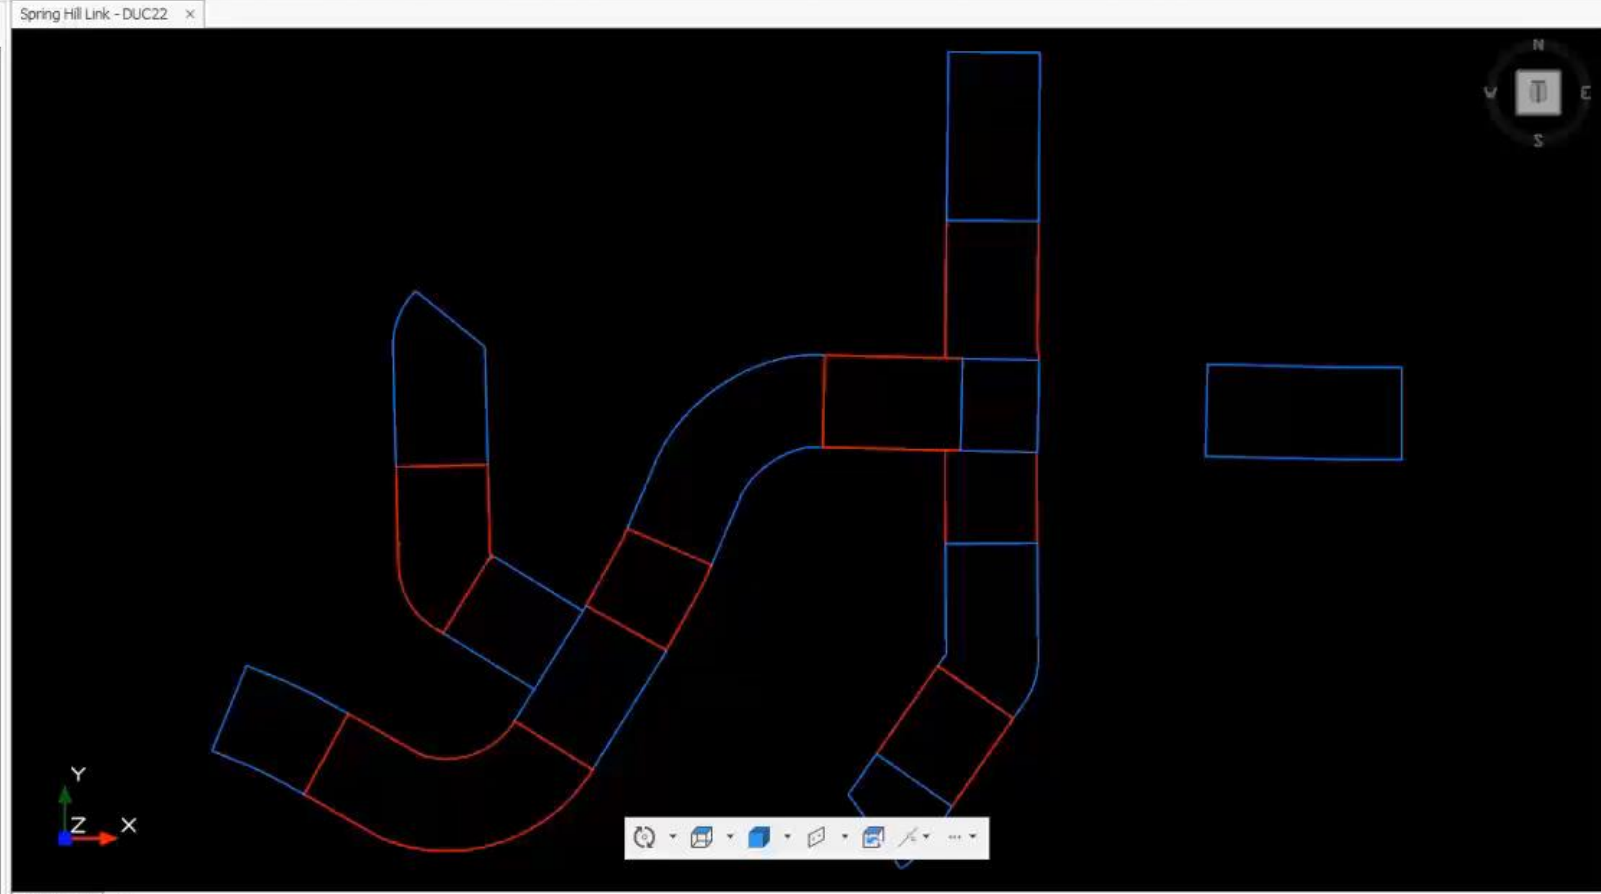 Spring Hill Link - DUC22 ×
N
W E
S
Y
Z X